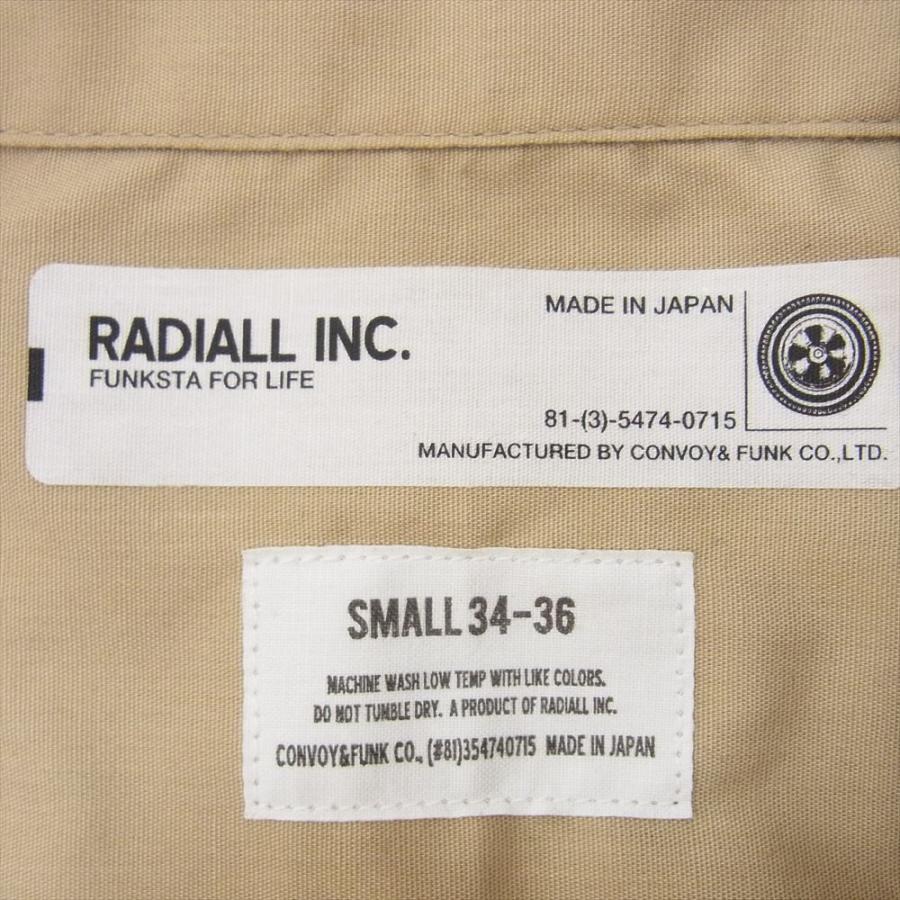 RADIALL INC.
FUNKSTA FOR LIFE
MADE IN JAPAN
81-(3)-5474-0715
MANUFACTURED BY CONVOY& FUNK CO.,LTD.
SMALL 34-36
MACHINE WASH LOW TEMP WITH LIKE COLORS.
DO NOT TUMBLE DRY. A PRODUCT OF RADIALL INC.
CONVOY&FUNK CO., (#81)354740715 MADE IN JAPAN